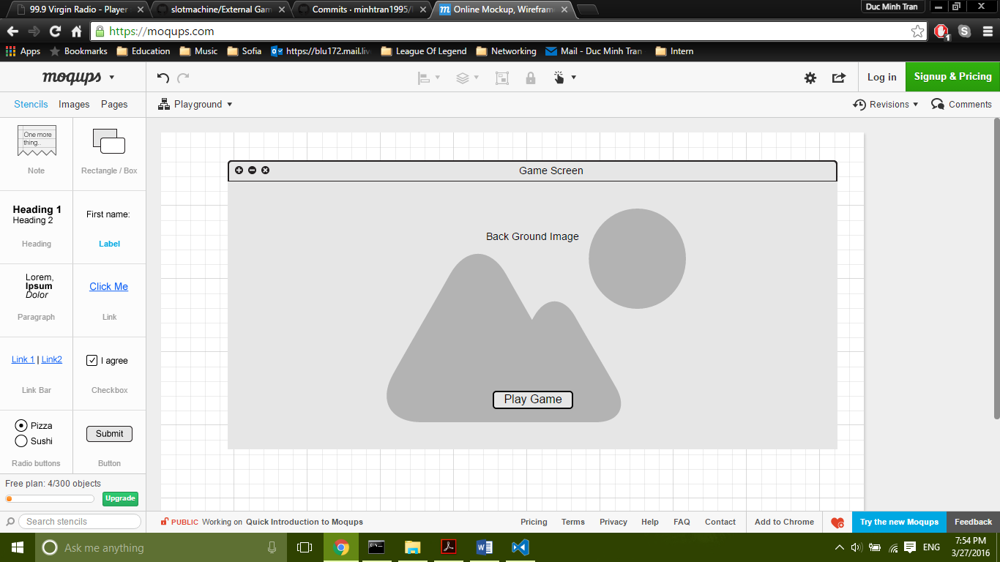 99.9 Virgin Radio - Player
slotmachine/External Gam
Commits · minhtran1995/
Online Mockup, Wirefram
Duc Minh Tran
https://moqups.com
Apps
Bookmarks
Education
Music
Sofia
https://blu172.mail.liv
League Of Legend
Networking
Mail - Duc Minh Tran
Intern
moqups
Log in
Signup & Pricing
Stencils Images Pages
Playground
Revisions
Comments
One more
thing..
Note
Rectangle / Box
Heading 1
Heading 2
Heading
First name:
Label
Lorem,
Ipsum
Dolor
Paragraph
Click Me
Link
Link 1 | Link2
Link Bar
I agree
Checkbox
Pizza
Sushi
Radio buttons
Submit
Button
Game Screen
Back Ground Image
Play Game
Free plan: 4/300 objects
Upgrade
Search stencils
PUBLIC Working on Quick Introduction to Moqups
Pricing Terms Privacy Help FAQ Contact
Add to Chrome
Try the new Moqups
Feedback
Ask me anything
ENG
7:54 PM
3/27/2016